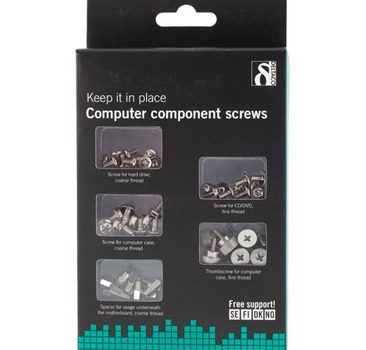 DELTACO
Keep it in place
Computer component screws
Screw for hard drive,
coarse thread
Screw for CD/DVD,
fine thread
Screw for computer case,
coarse thread
Thumbscrew for computer
case, fine thread
Spacer for usage underneath
the motherboard, coarse thread
Free support!
SE FI DK NO